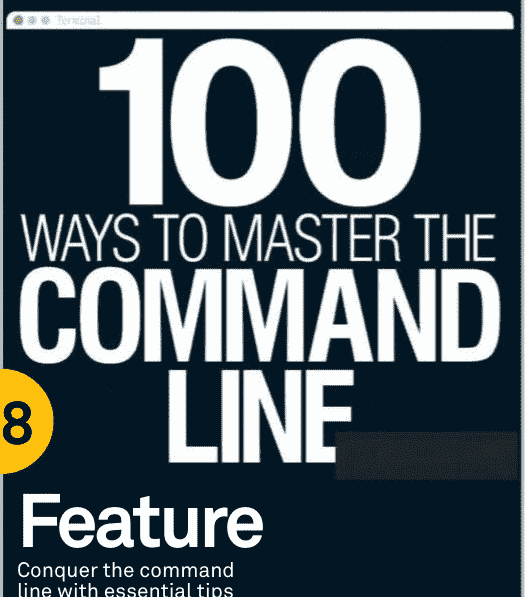 Terminal
100
WAYS TO MASTER THE
COMMAND
LINE
8
Feature
Conquer the command
line with essential tips